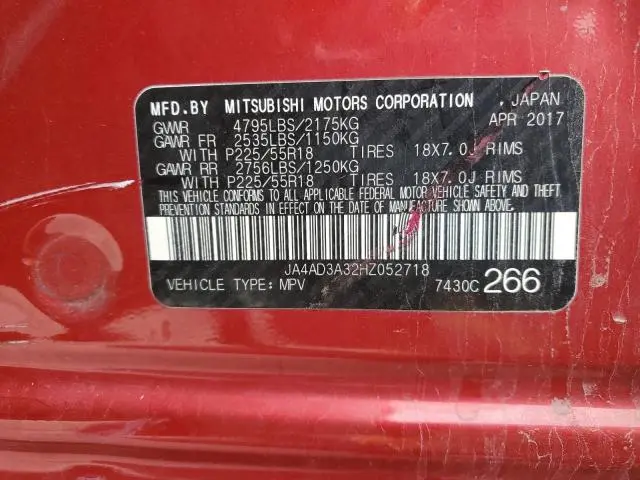 MFD.BY MITSUBISHI MOTORS CORPORATION , JAPAN
GVWR 4795LBS/2175KG APR 2017
GAWR FR 2535LBS/1150KG
WITH P225/55R18 TIRES 18X7.0J RIMS
GAWR RR 2756LBS/1250KG
WITH P225/55R18 TIRES 18X7.0J RIMS
THIS VEHICLE CONFORMS TO ALL APPLICABLE FEDERAL MOTOR VEHICLE SAFETY AND THEFT
PREVENTION STANDARDS IN EFFECT ON THE DATE OF MANUFACTURE SHOWN ABOVE.
JA4AD3A32HZ052718
VEHICLE TYPE: MPV 7430C 266